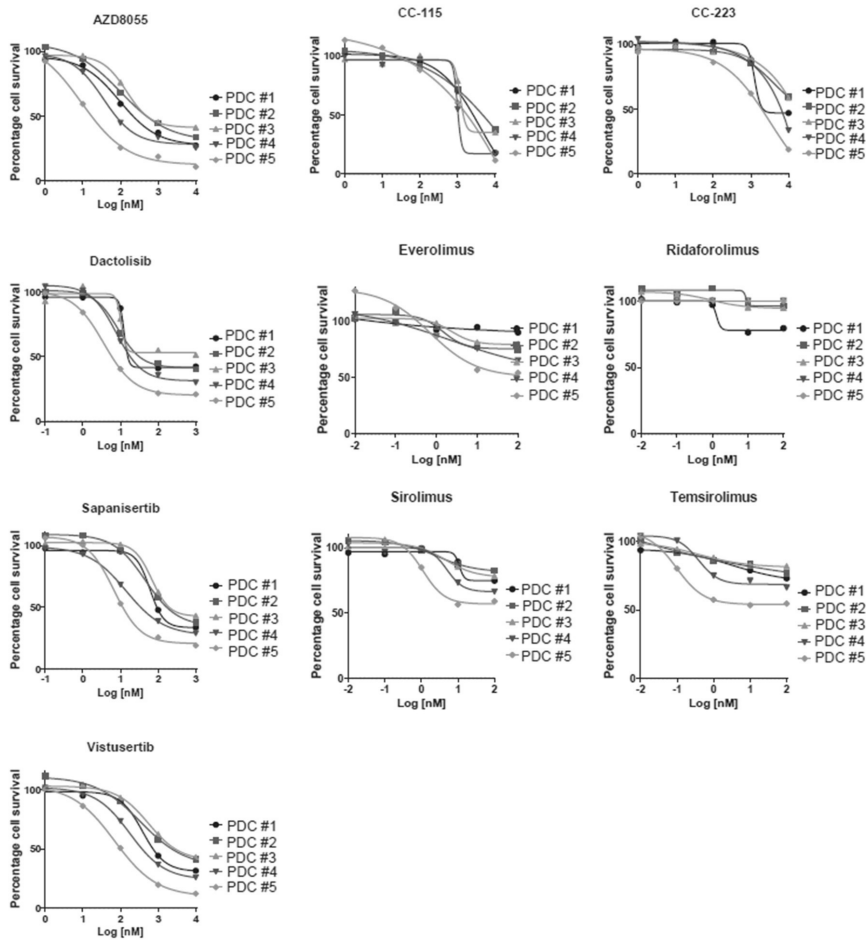 AZD8055
Percentage cell survival
100
50
0
0 1 2 3 4
Log [nM]
PDC #1
PDC #2
PDC #3
PDC #4
PDC #5
CC-115
Percentage cell survival
100
50
0
0 1 2 3 4
Log [nM]
PDC #1
PDC #2
PDC #3
PDC #4
PDC #5
CC-223
Percentage cell survival
100
50
0
0 1 2 3 4
Log [nM]
PDC #1
PDC #2
PDC #3
PDC #4
PDC #5
Dactolisib
Percentage cell survival
100
50
0
-1 0 1 2 3
Log [nM]
PDC #1
PDC #2
PDC #3
PDC #4
PDC #5
Everolimus
Percentage cell survival
100
50
0
-2 -1 0 1 2
Log [nM]
PDC #1
PDC #2
PDC #3
PDC #4
PDC #5
Ridaforolimus
Percentage cell survival
100
50
0
-2 -1 0 1 2
Log [nM]
PDC #1
PDC #2
PDC #3
PDC #4
PDC #5
Sapanisertib
Percentage cell survival
100
50
0
-1 0 1 2 3
Log [nM]
PDC #1
PDC #2
PDC #3
PDC #4
PDC #5
Sirolimus
Percentage cell survival
100
50
0
-2 -1 0 1 2
Log [nM]
PDC #1
PDC #2
PDC #3
PDC #4
PDC #5
Temsirolimus
Percentage cell survival
100
50
0
-2 -1 0 1 2
Log [nM]
PDC #1
PDC #2
PDC #3
PDC #4
PDC #5
Vistusertib
Percentage cell survival
100
50
0
0 1 2 3 4
Log [nM]
PDC #1
PDC #2
PDC #3
PDC #4
PDC #5